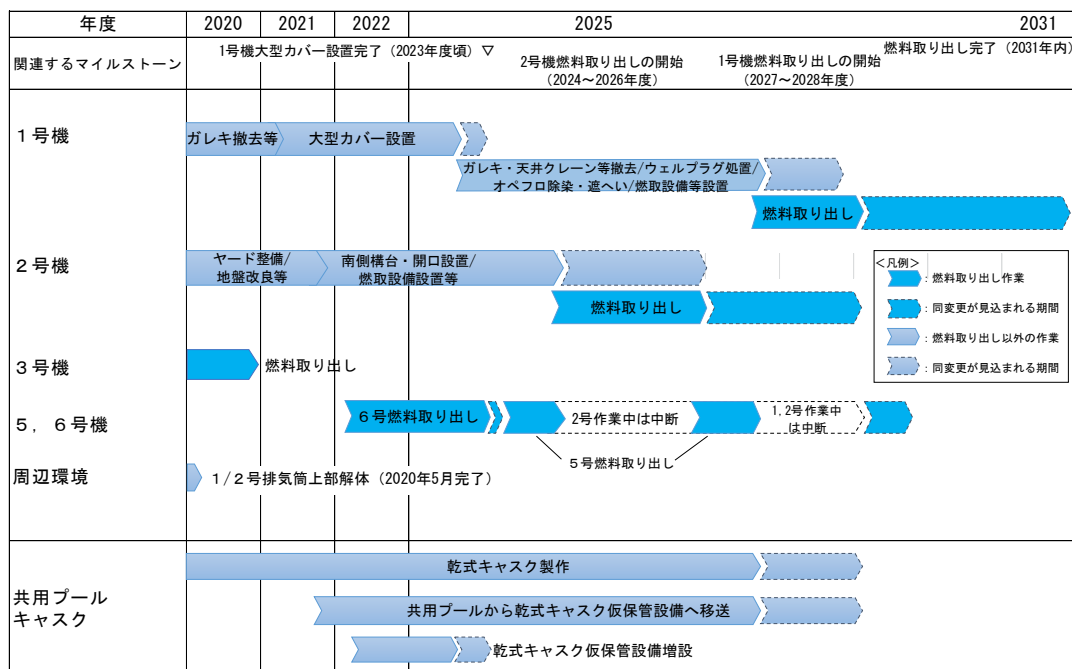 年度
2020
2021
2022
2025
2031
関連するマイルストーン
1号機大型カバー設置完了（2023年度頃）▽
2号機燃料取り出しの開始
（2024～2026年度）
1号機燃料取り出しの開始
（2027～2028年度）
燃料取り出し完了（2031年内）
１号機
ガレキ撤去等
大型カバー設置
ガレキ・天井クレーン等撤去/ウェルプラグ処置/
オペフロ除染・遮へい/燃取設備等設置
燃料取り出し
２号機
ヤード整備/
地盤改良等
南側構台・開口設置/
燃取設備設置等
燃料取り出し
＜凡例＞
：燃料取り出し作業
：同変更が見込まれる期間
：燃料取り出し以外の作業
：同変更が見込まれる期間
３号機
燃料取り出し
５，６号機
６号燃料取り出し
2号作業中は中断
1,2号作業中
は中断
５号燃料取り出し
周辺環境
１/２号排気筒上部解体（2020年5月完了）
共用プール
キャスク
乾式キャスク製作
共用プールから乾式キャスク仮保管設備へ移送
乾式キャスク仮保管設備増設